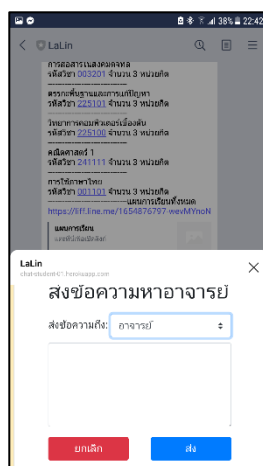 38% 22:42
LaLin
การสื่อสารในสังคมดิจิทัล
รหัสวิชา 003201 จำนวน 3 หน่วยกิต
ตรรกะพื้นฐานและการแก้ปัญหา
รหัสวิชา 225101 จำนวน 3 หน่วยกิต
วิทยาการคอมพิวเตอร์เบื้องต้น
รหัสวิชา 225100 จำนวน 3 หน่วยกิต
คณิตศาสตร์ 1
รหัสวิชา 241111 จำนวน 3 หน่วยกิต
การใช้ภาษาไทย
รหัสวิชา 001101 จำนวน 3 หน่วยกิต
แผนการเรียนทั้งหมด
https://liff.line.me/1654876797-wevMYnoN
แผนการเรียน
LaLin
ส่งข้อความหาอาจารย์
ส่งข้อความถึง: อาจารย์
ยกเลิก
ส่ง